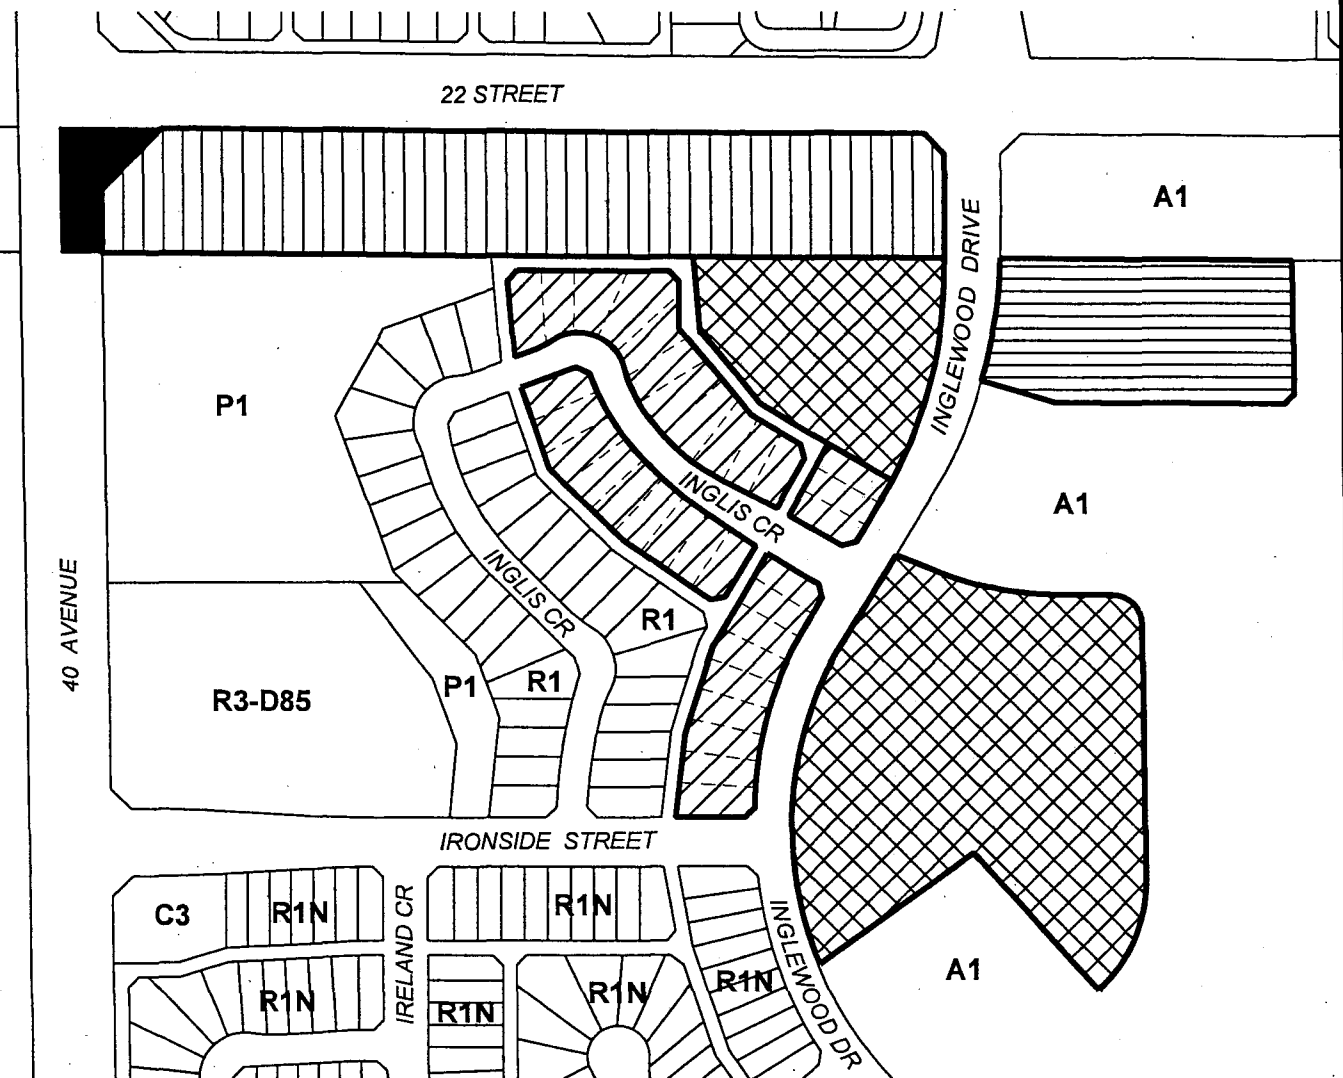 22 STREET
A1
INGLEWOOD DRIVE
P1
A1
INGLIS CR
INGLIS CR
40 AVENUE
R1
P1
R1
R3-D85
IRONSIDE STREET
C3
R1N
IRELAND CR
R1N
INGLEWOOD DR
A1
R1N
R1N
R1N
R1N